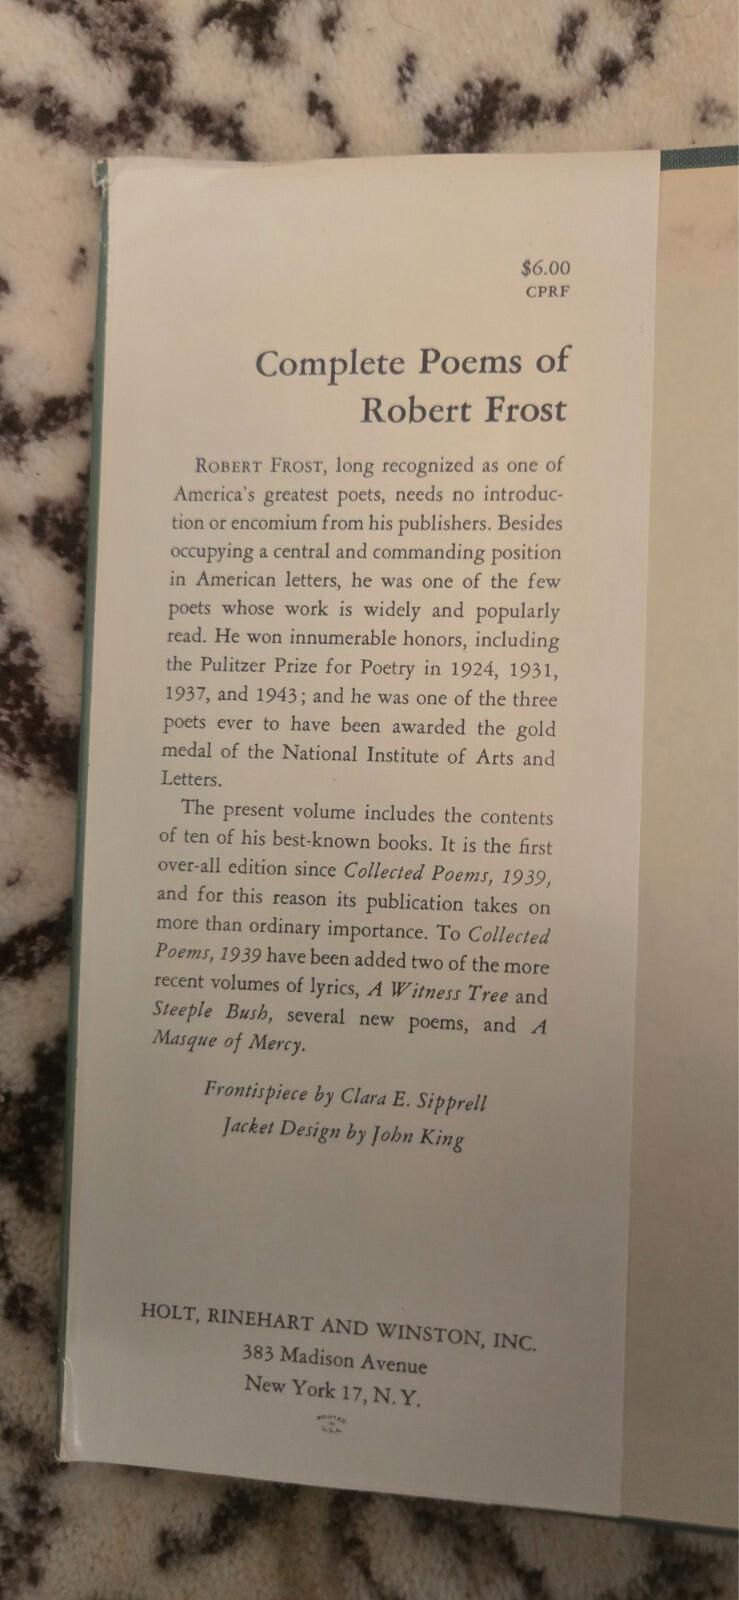 $6.00
CPRF
Complete Poems of
Robert Frost
ROBERT FROST, long recognized as one of
America's greatest poets, needs no introduc-
tion or encomium from his publishers. Besides
occupying a central and commanding position
in American letters, he was one of the few
poets whose work is widely and popularly
read. He won innumerable honors, including
the Pulitzer Prize for Poetry in 1924, 1931,
1937, and 1943; and he was one of the three
poets ever to have been awarded the gold
medal of the National Institute of Arts and
Letters.
The present volume includes the contents
of ten of his best-known books. It is the first
over-all edition since Collected Poems, 1939,
and for this reason its publication takes on
more than ordinary importance. To Collected
Poems, 1939 have been added two of the more
recent volumes of lyrics, A Witness Tree and
Steeple Bush, several new poems, and A
Masque of Mercy.
Frontispiece by Clara E. Sipprell
Jacket Design by John King
HOLT, RINEHART AND WINSTON, INC.
383 Madison Avenue
New York 17, N. Y.
PRINTED
IN
U.S.A.